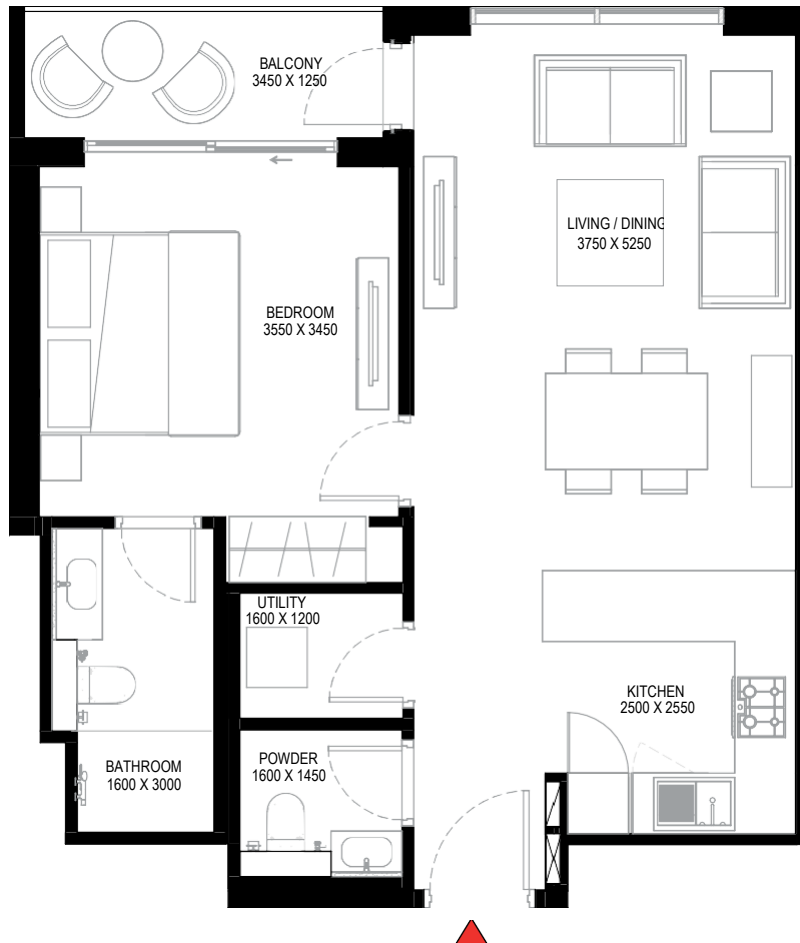 BALCONY
3450 X 1250
LIVING / DINING
3750 X 5250
BEDROOM
3550 X 3450
UTILITY
1600 X 1200
KITCHEN
2500 X 2550
BATHROOM
1600 X 3000
POWDER
1600 X 1450